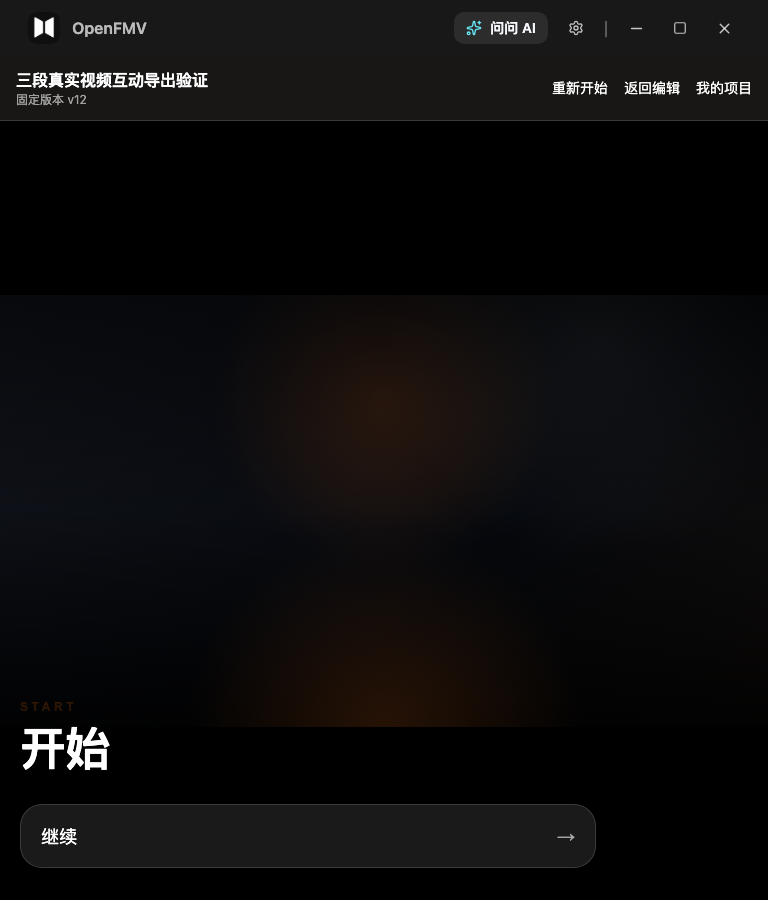 OpenFMV
问问 AI
三段真实视频互动导出验证
固定版本 v12
重新开始
返回编辑
我的项目
START
开始
继续 →